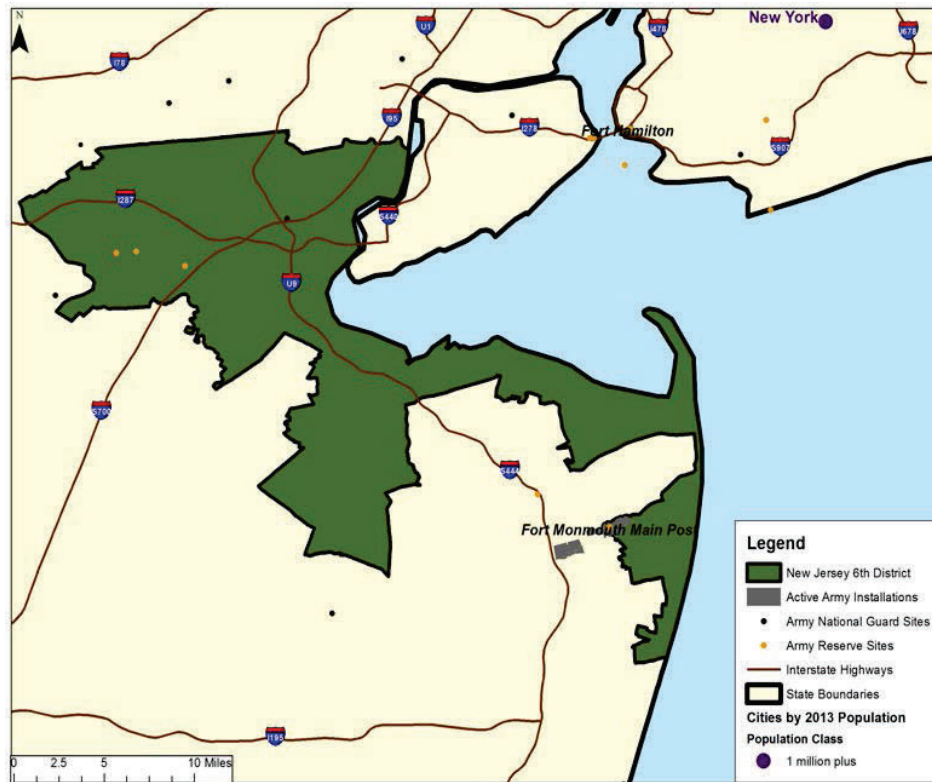 N
New York
U1
I478
I678
I78
I95
I278
Fort Hamilton
S907
I287
S440
U9
S700
S444
Fort Monmouth Main Pos
I195
0 2.5 5 10 Miles
Legend
New Jersey 6th District
Active Army Installations
Army National Guard Sites
Army Reserve Sites
Interstate Highways
State Boundaries
Cities by 2013 Population
Population Class
1 million plus